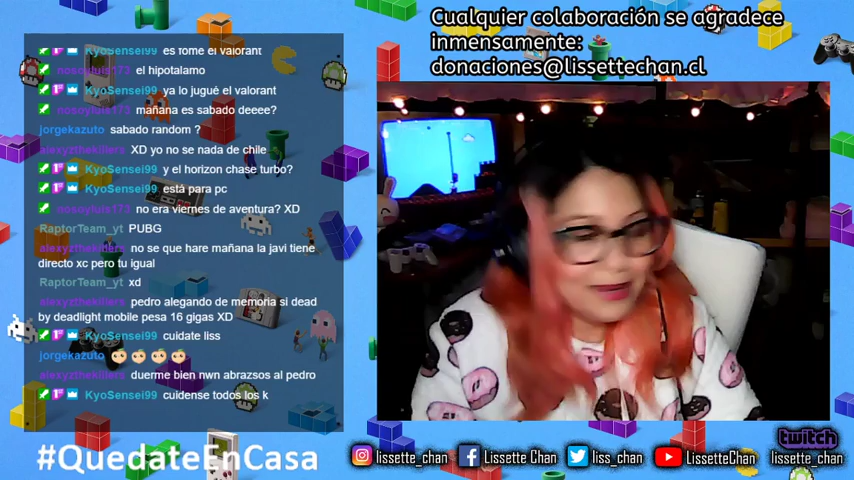 Cualquier colaboración se agradece
inmensamente:
donaciones@lissettechan.cl
KyoSensei99 es tome el valorant
nosoyluis173 el hipotalamo
KyoSensei99 ya lo jugué el valorant
nosoyluis173 mañana es sabado deeee?
jorgekazuto sabado random ?
alexyzthekillers XD yo no se nada de chile
KyoSensei99 y el horizon chase turbo?
KyoSensei99 está para pc
nosoyluis173 no era viernes de aventura? XD
RaptorTeam_yt PUBG
alexyzthekillers no se que hare mañana la javi tiene
directo xc pero tu igual
RaptorTeam_yt xd
alexyzthekillers pedro alegando de memoria si dead
by deadlight mobile pesa 16 gigas XD
KyoSensei99 cuidate liss
jorgekazuto
alexyzthekillers duerme bien nwn abrazsos al pedro
KyoSensei99 cuidense todos los k
#QuedateEnCasa
lissette_chan
Lissette Chan
liss_chan
LissetteChan
twitch
lissette_chan